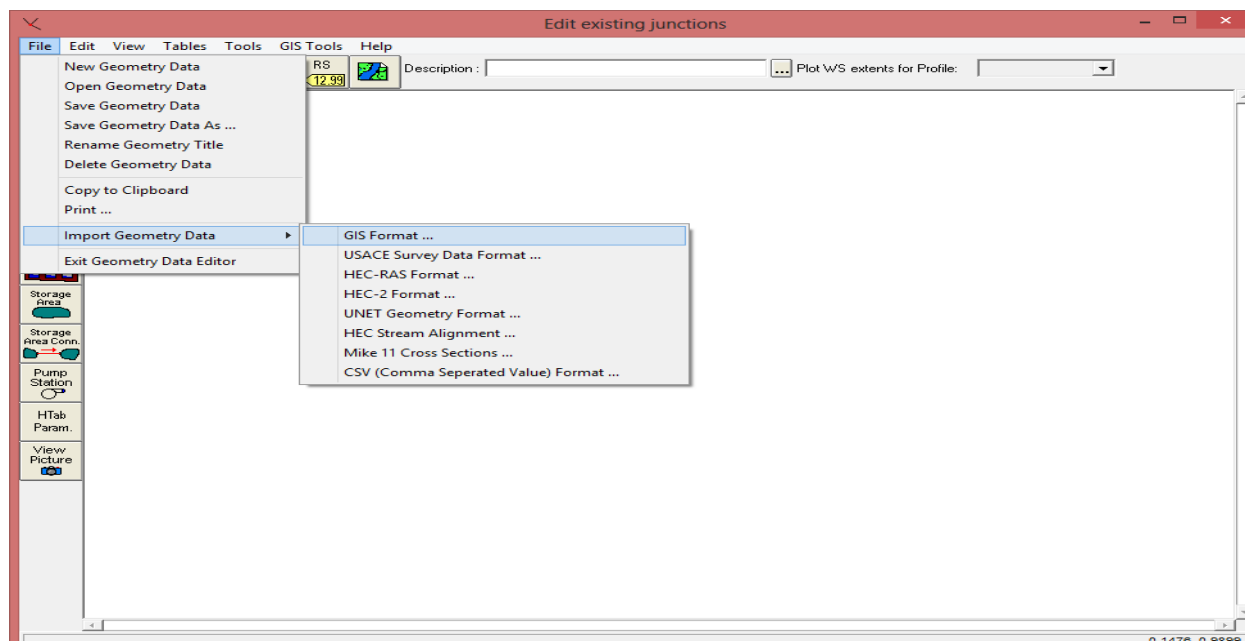 Edit existing junctions
File Edit View Tables Tools GIS Tools Help
New Geometry Data
Open Geometry Data
Save Geometry Data
Save Geometry Data As ...
Rename Geometry Title
Delete Geometry Data
Copy to Clipboard
Print ...
Import Geometry Data
Exit Geometry Data Editor
RS
12.99
Description :
...
Plot WS extents for Profile:
GIS Format ...
USACE Survey Data Format ...
HEC-RAS Format ...
HEC-2 Format ...
UNET Geometry Format ...
HEC Stream Alignment ...
Mike 11 Cross Sections ...
CSV (Comma Seperated Value) Format ...
Storage
Area
Storage
Area Conn.
Pump
Station
HTab
Param.
View
Picture